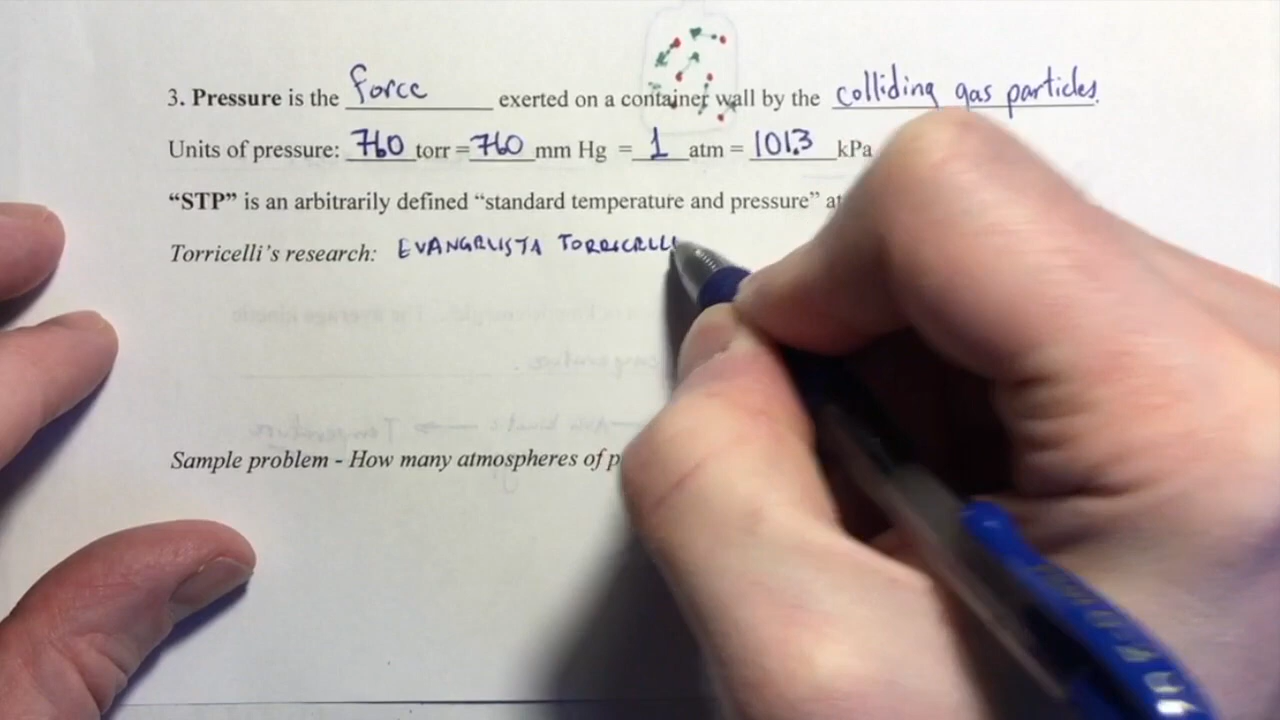 3. Pressure is the force exerted on a container wall by the colliding gas particles.
Units of pressure: 760 torr = 760 mm Hg = 1 atm = 101.3 kPa
“STP” is an arbitrarily defined “standard temperature and pressure” at
Torricelli’s research: EVANGELISTA TORRICELLI
Sample problem - How many atmospheres of p